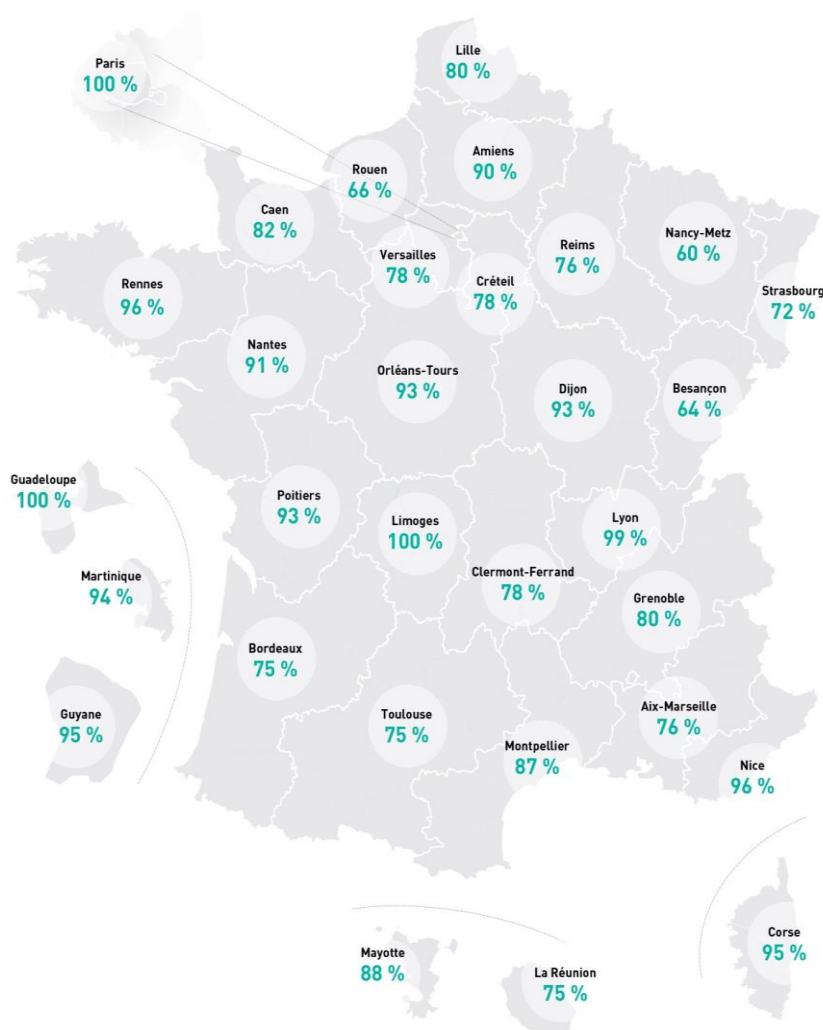 Lille
80 %
Paris
100 %
Amiens
90 %
Rouen
66 %
Caen
82 %
Nancy-Metz
60 %
Versailles
78 %
Reims
76 %
Créteil
78 %
Rennes
96 %
Strasbourg
72 %
Nantes
91 %
Orléans-Tours
93 %
Dijon
93 %
Besançon
64 %
Guadeloupe
100 %
Poitiers
93 %
Limoges
100 %
Lyon
99 %
Martinique
94 %
Clermont-Ferrand
78 %
Grenoble
80 %
Bordeaux
75 %
Guyane
95 %
Toulouse
75 %
Aix-Marseille
76 %
Montpellier
87 %
Nice
96 %
Corse
95 %
Mayotte
88 %
La Réunion
75 %